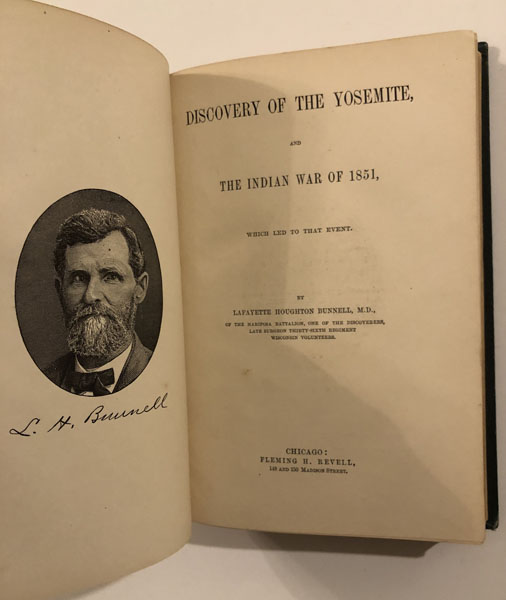 L. H. Bunnell
DISCOVERY OF THE YOSEMITE,
AND
THE INDIAN WAR OF 1851,
WHICH LED TO THAT EVENT.
BY
LAFAYETTE HOUGHTON BUNNELL, M.D.,
OF THE MARIPOSA BATTALION, ONE OF THE DISCOVERERS,
LATE SURGEON THIRTY-SIXTH REGIMENT
WISCONSIN VOLUNTEERS.
CHICAGO:
FLEMING H. REVELL,
148 AND 150 MADISON STREET.